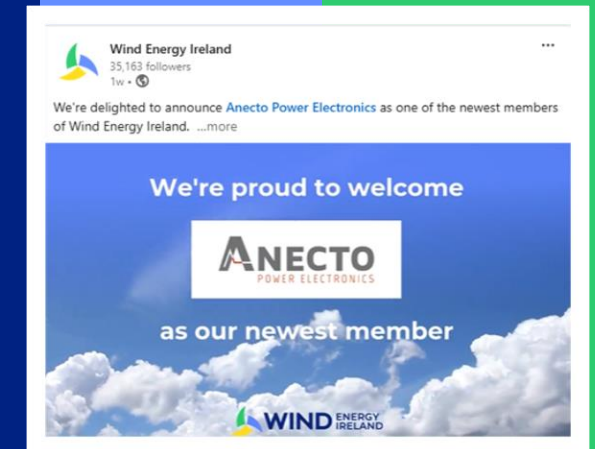 Wind Energy Ireland
35,163 followers
1w •
We're delighted to announce Anecto Power Electronics as one of the newest members
of Wind Energy Ireland. ...more
We're proud to welcome
ANECTO
POWER ELECTRONICS
as our newest member
WIND ENERGY
IRELAND